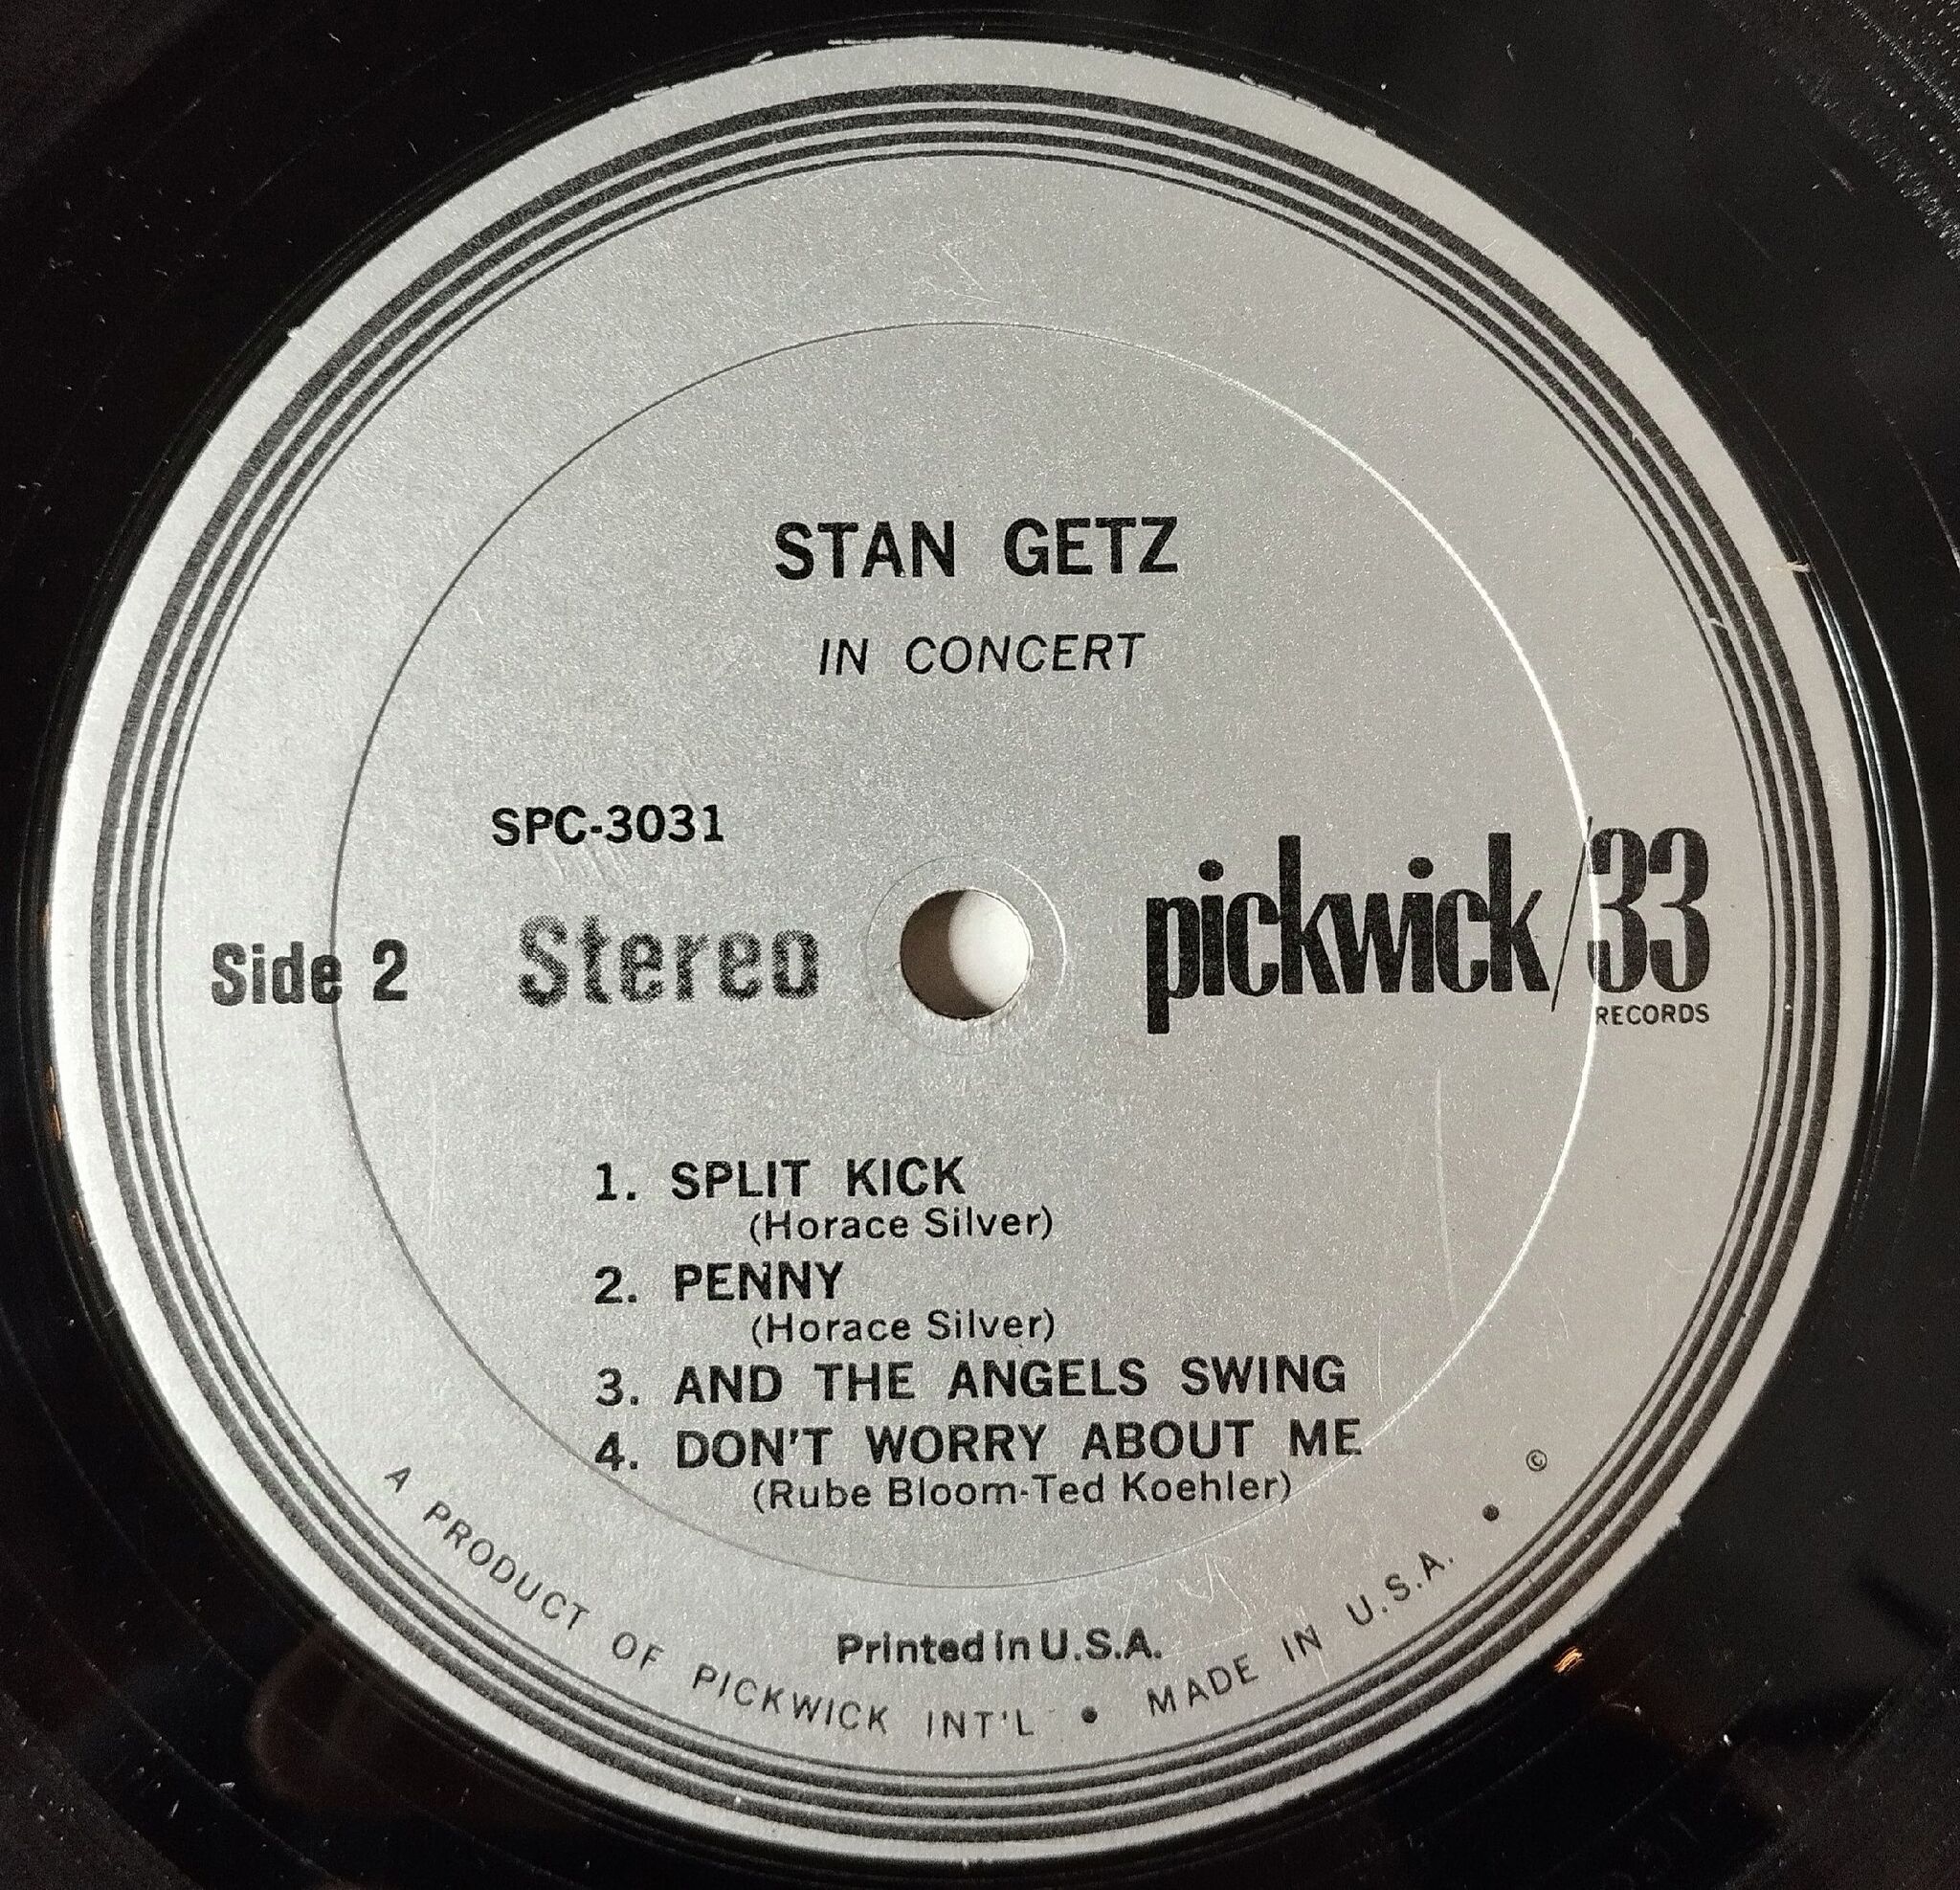 STAN GETZ
IN CONCERT
SPC-3031
Side 2
Stereo
pickwick/33
RECORDS
1. SPLIT KICK
(Horace Silver)
2. PENNY
(Horace Silver)
3. AND THE ANGELS SWING
4. DON'T WORRY ABOUT ME
(Rube Bloom-Ted Koehler)
Printed in U.S.A.
A PRODUCT OF PICKWICK INT'L • MADE IN U.S.A. • ©